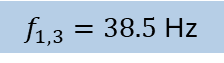 f₁,₃ = 38.5 Hz